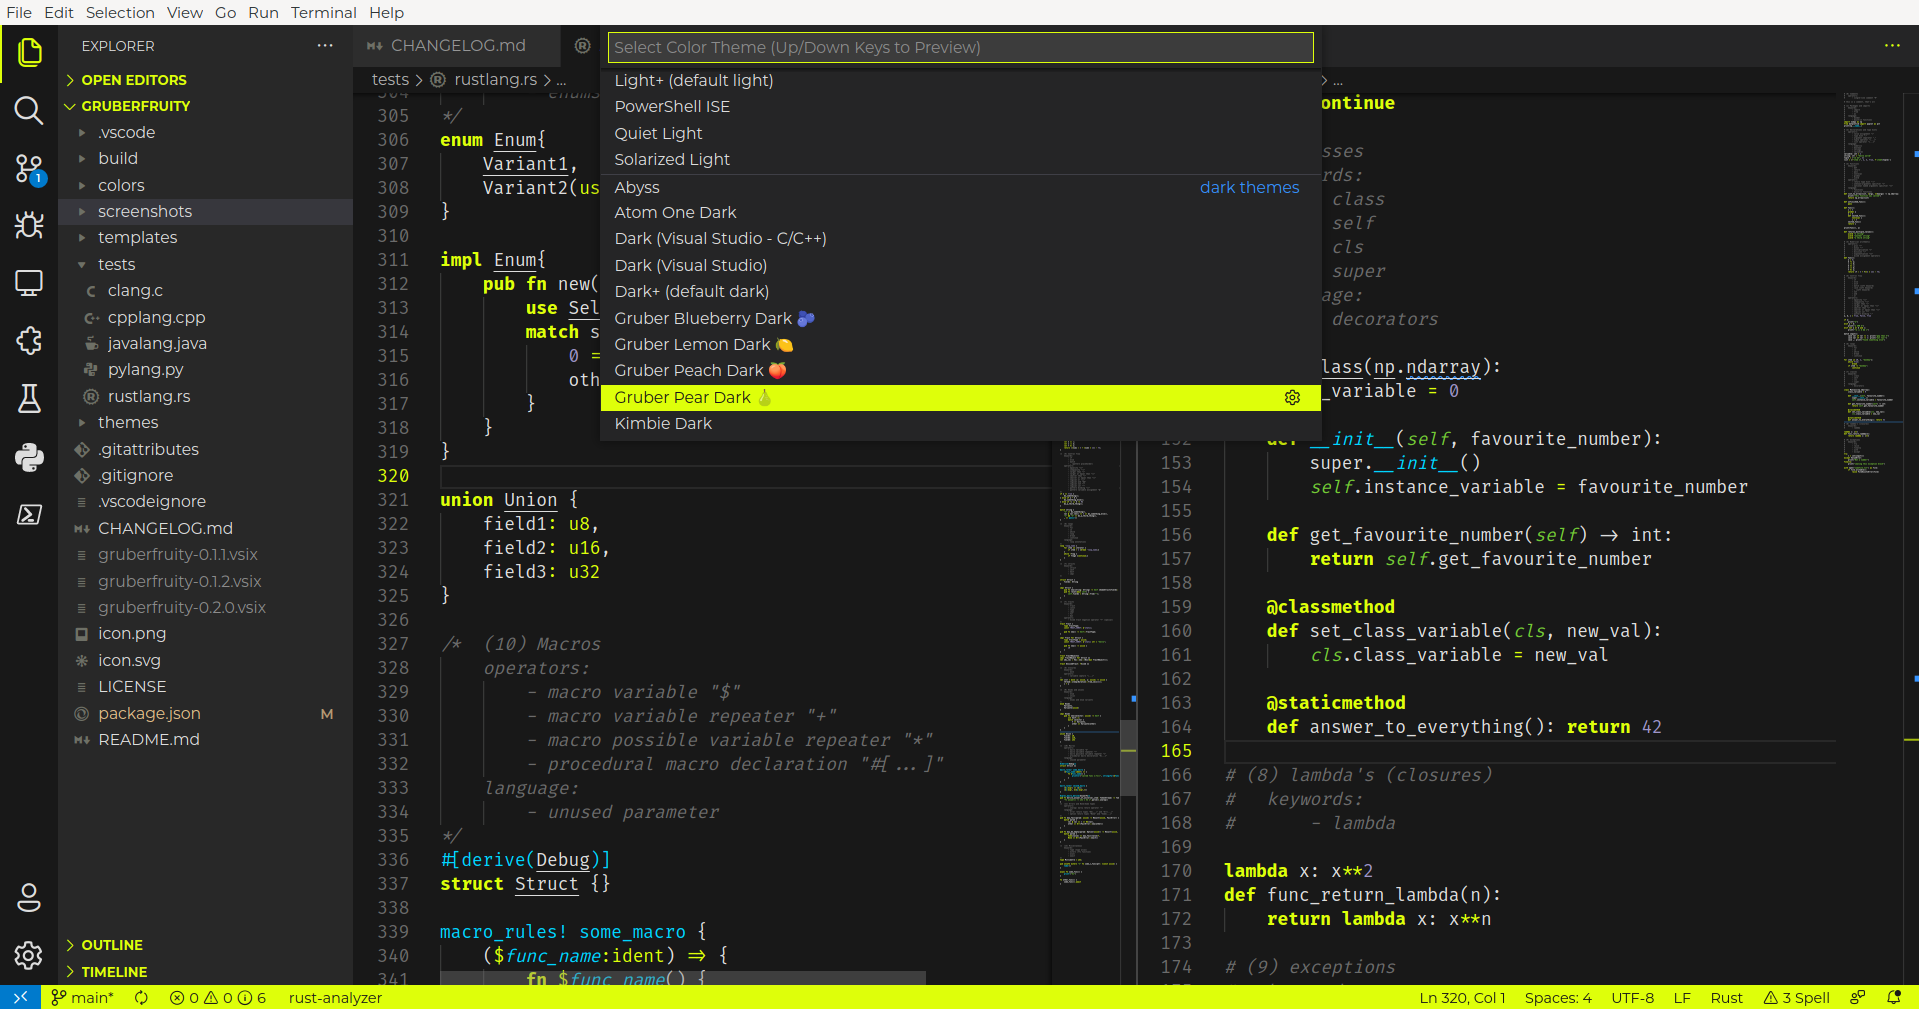 File Edit Selection View Go Run Terminal Help
EXPLORER ...
OPEN EDITORS
GRUBERFRUITY
.vscode
build
colors
screenshots
templates
tests
clang.c
cpplang.cpp
javalang.java
pylang.py
rustlang.rs
themes
.gitattributes
.gitignore
.vscodeignore
CHANGELOG.md
gruberfruity-0.1.1.vsix
gruberfruity-0.1.2.vsix
gruberfruity-0.2.0.vsix
icon.png
icon.svg
LICENSE
package.json M
README.md
OUTLINE
TIMELINE
1
CHANGELOG.md
tests > rustlang.rs > ...
Select Color Theme (Up/Down Keys to Preview)
Light+ (default light)
PowerShell ISE
Quiet Light
Solarized Light
Abyss dark themes
Atom One Dark
Dark (Visual Studio - C/C++)
Dark (Visual Studio)
Dark+ (default dark)
Gruber Blueberry Dark 🫐
Gruber Lemon Dark 🍋
Gruber Peach Dark 🍑
Gruber Pear Dark 🍐
Kimbie Dark
304 enums
305 */
306 enum Enum{
307 Variant1,
308 Variant2(us
309 }
310
311 impl Enum{
312 pub fn new(
313 use Sel
314 match s
315 0 =
316 oth
317 }
318 }
319 }
320
321 union Union {
322 field1: u8,
323 field2: u16,
324 field3: u32
325 }
326
327 /* (10) Macros
328 operators:
329 - macro variable "$"
330 - macro variable repeater "+"
331 - macro possible variable repeater "*"
332 - procedural macro declaration "#[...]"
333 language:
334 - unused parameter
335 */
336 #[derive(Debug)]
337 struct Struct {}
338
339 macro_rules! some_macro {
340 ($func_name:ident) => {
341 fn $func_name() {
> ...
ontinue
sses
rds:
class
self
cls
super
age:
decorators
lass(np.ndarray):
_variable = 0
152 def __init__(self, favourite_number):
153 super.__init__()
154 self.instance_variable = favourite_number
155
156 def get_favourite_number(self) -> int:
157 return self.get_favourite_number
158
159 @classmethod
160 def set_class_variable(cls, new_val):
161 cls.class_variable = new_val
162
163 @staticmethod
164 def answer_to_everything(): return 42
165
166 # (8) lambda's (closures)
167 # keywords:
168 # - lambda
169
170 lambda x: x**2
171 def func_return_lambda(n):
172 return lambda x: x**n
173
174 # (9) exceptions
main* 0 0 6 rust-analyzer Ln 320, Col 1 Spaces: 4 UTF-8 LF Rust 3 Spell